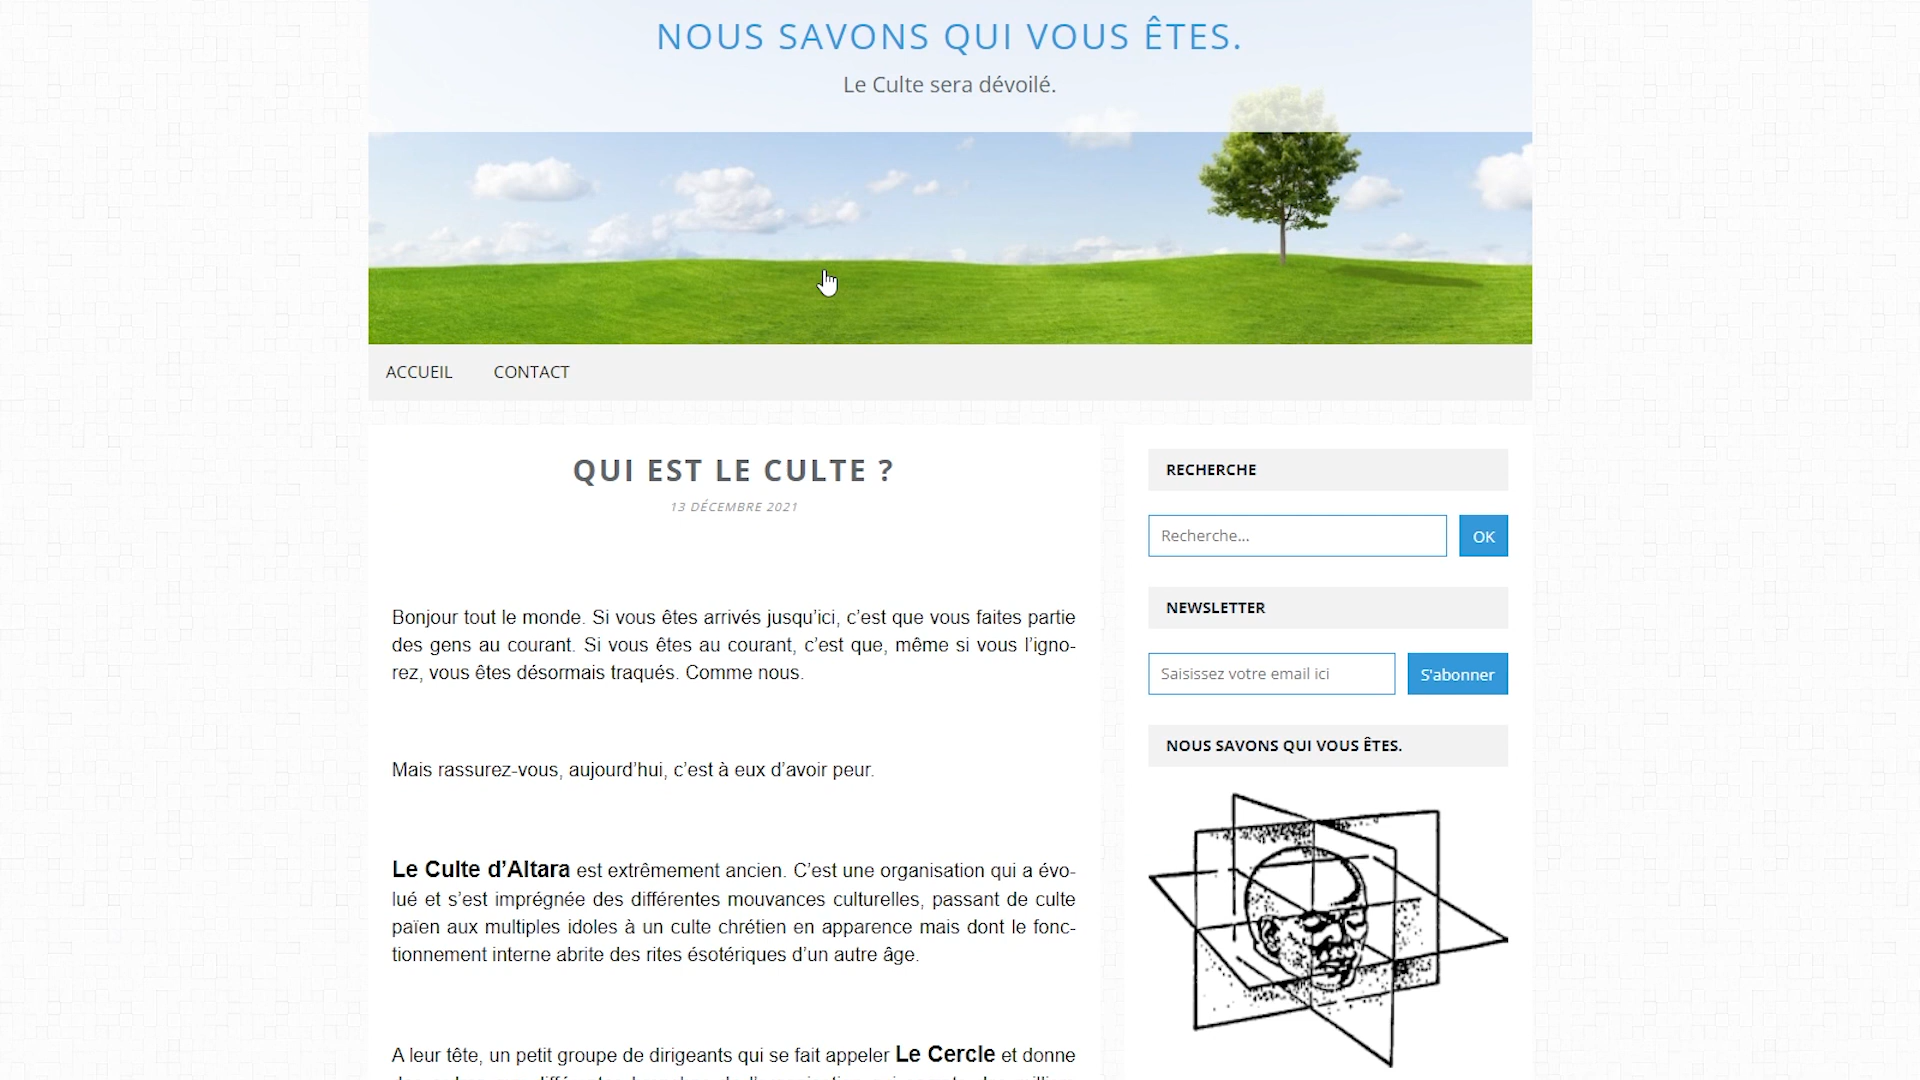 NOUS SAVONS QUI VOUS ÊTES.
Le Culte sera dévoilé.
ACCUEIL CONTACT
QUI EST LE CULTE ?
13 DÉCEMBRE 2021
Bonjour tout le monde. Si vous êtes arrivés jusqu’ici, c’est que vous faites partie
des gens au courant. Si vous êtes au courant, c’est que, même si vous l’igno-
rez, vous êtes désormais traqués. Comme nous.
Mais rassurez-vous, aujourd’hui, c’est à eux d’avoir peur.
Le Culte d’Altara est extrêmement ancien. C’est une organisation qui a évo-
lué et s’est imprégnée des différentes mouvances culturelles, passant de culte
païen aux multiples idoles à un culte chrétien en apparence mais dont le fonc-
tionnement interne abrite des rites ésotériques d’un autre âge.
A leur tête, un petit groupe de dirigeants qui se fait appeler Le Cercle et donne
RECHERCHE
Recherche...
OK
NEWSLETTER
Saisissez votre email ici
S'abonner
NOUS SAVONS QUI VOUS ÊTES.